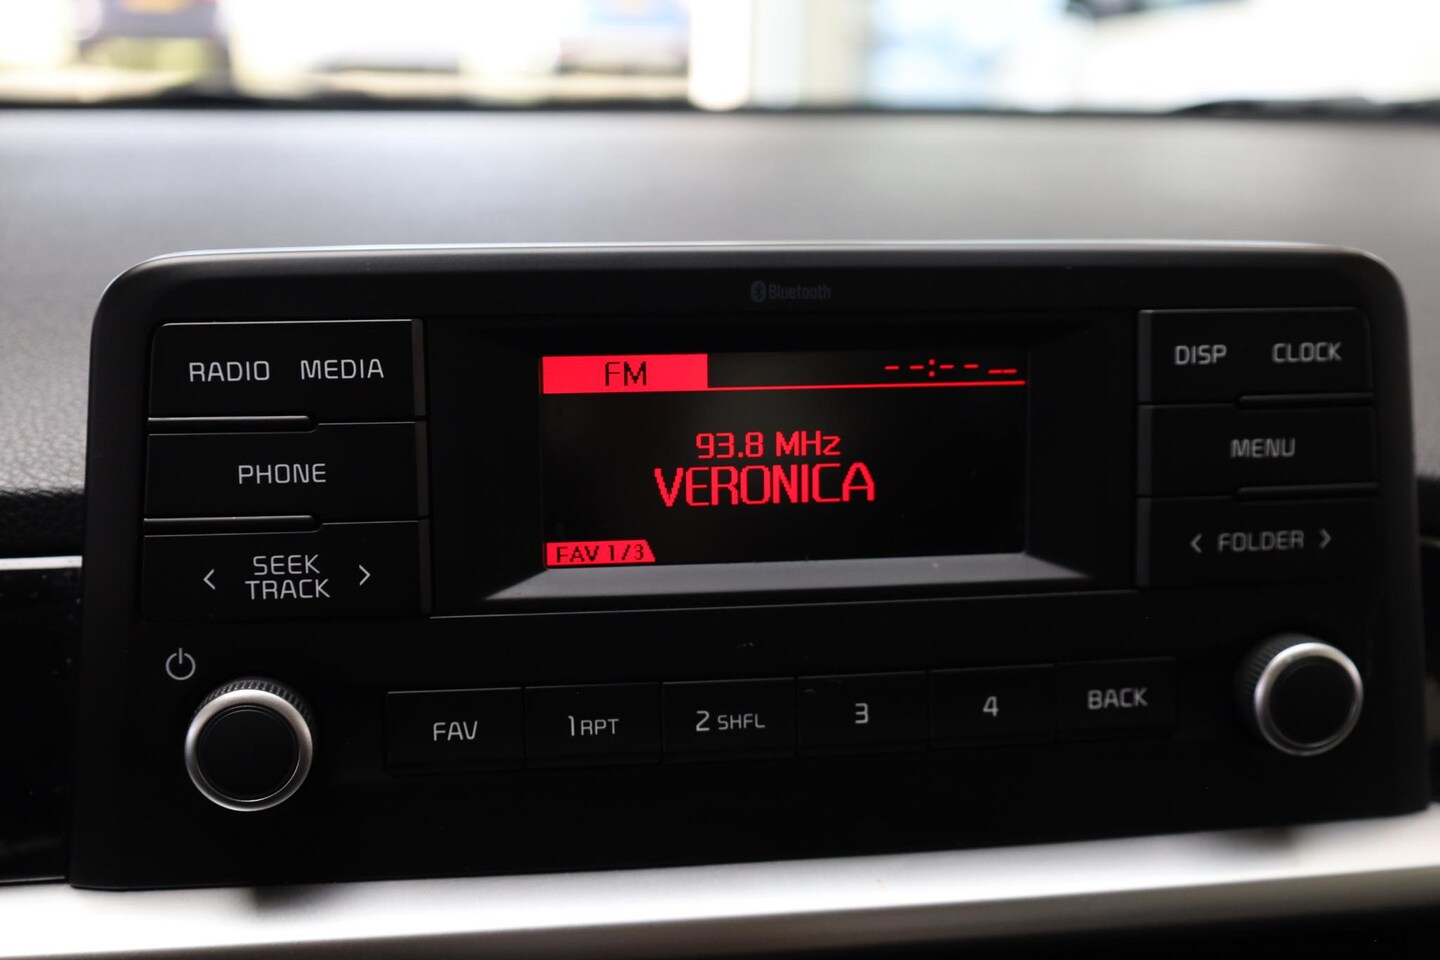 Bluetooth
RADIO MEDIA
PHONE
< SEEK TRACK >
FM --:-- --
93.8 MHz
VERONICA
FAV 1/3
DISP CLOCK
MENU
< FOLDER >
FAV 1 RPT 2 SHFL 3 4 BACK